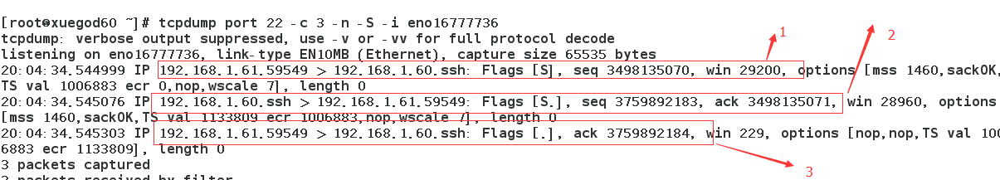 [root@xuegod60 ~]# tcpdump port 22 -c 3 -n -S -i eno16777736
tcpdump: verbose output suppressed, use -v or -vv for full protocol decode
listening on eno16777736, link-type EN10MB (Ethernet), capture size 65535 bytes
20:04:34.544999 IP 192.168.1.61.59549 > 192.168.1.60.ssh: Flags [S], seq 3498135070, win 29200, options [mss 1460,sackOK,
TS val 1006883 ecr 0,nop,wscale 7], length 0
20:04:34.545076 IP 192.168.1.60.ssh > 192.168.1.61.59549: Flags [S.], seq 3759892183, ack 3498135071, win 28960, options
[mss 1460,sackOK,TS val 1133809 ecr 1006883,nop,wscale 7], length 0
20:04:34.545303 IP 192.168.1.61.59549 > 192.168.1.60.ssh: Flags [.], ack 3759892184, win 229, options [nop,nop,TS val 100
6883 ecr 1133809], length 0
3 packets captured
3 packets received by filter
1
2
3